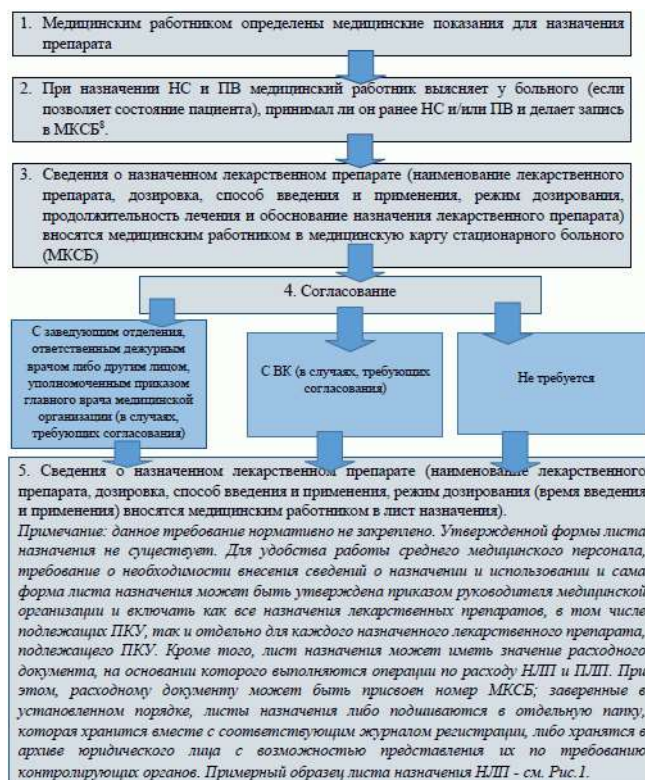 1. Медицинским работником определены медицинские показания для назначения
препарата
2. При назначении НС и ПВ медицинский работник выясняет у больного (если
позволяет состояние пациента), принимал ли он ранее НС и/или ПВ и делает запись
в МКСБ⁸.
3. Сведения о назначенном лекарственном препарате (наименование лекарственного
препарата, дозировка, способ введения и применения, режим дозирования,
продолжительность лечения и обоснование назначения лекарственного препарата)
вносятся медицинским работником в медицинскую карту стационарного больного
(МКСБ)
4. Согласование
С заведующим отделения,
ответственным дежурным
врачом либо другим лицом,
уполномоченным приказом
главного врача медицинской
организации (в случаях,
требующих согласования)
С ВК (в случаях, требующих
согласования)
Не требуется
5. Сведения о назначенном лекарственном препарате (наименование лекарственного
препарата, дозировка, способ введения и применения, режим дозирования (время введения
и применения) вносятся медицинским работником в лист назначения).
Примечание: данное требование нормативно не закреплено. Утвержденной формы листа
назначения не существует. Для удобства работы среднего медицинского персонала,
требование о необходимости внесения сведений о назначении и использовании и сама
форма листа назначения может быть утверждена приказом руководителя медицинской
организации и включать как все назначения лекарственных препаратов, в том числе
подлежащих ПКУ, так и отдельно для каждого назначенного лекарственного препарата,
подлежащего ПКУ. Кроме того, лист назначения может иметь значение расходного
документа, на основании которого выполняются операции по расходу НЛП и ПЛП. При
этом, расходному документу может быть присвоен номер МКСБ; заверенные в
установленном порядке, листы назначения либо подшиваются в отдельную папку,
которая хранится вместе с соответствующим журналом регистрации, либо хранятся в
архиве юридического лица с возможностью представления их по требованию
контролирующих органов. Примерный образец листа назначения НЛП - см. Рис.1.